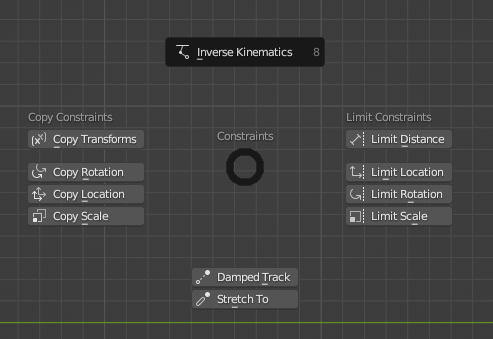 Inverse Kinematics 8
Copy Constraints
Copy Transforms
Copy Rotation
Copy Location
Copy Scale
Constraints
Limit Constraints
Limit Distance
Limit Location
Limit Rotation
Limit Scale
Damped Track
Stretch To